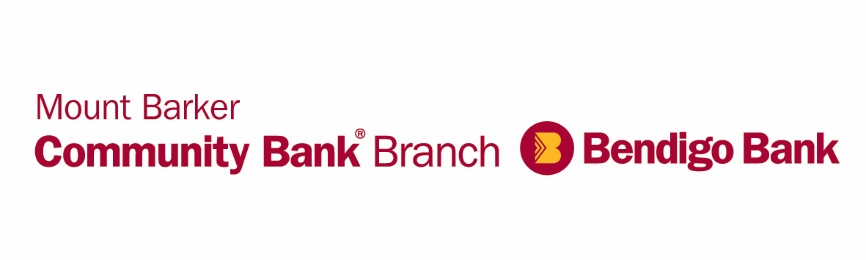 Mount Barker
Community Bank® Branch
B Bendigo Bank